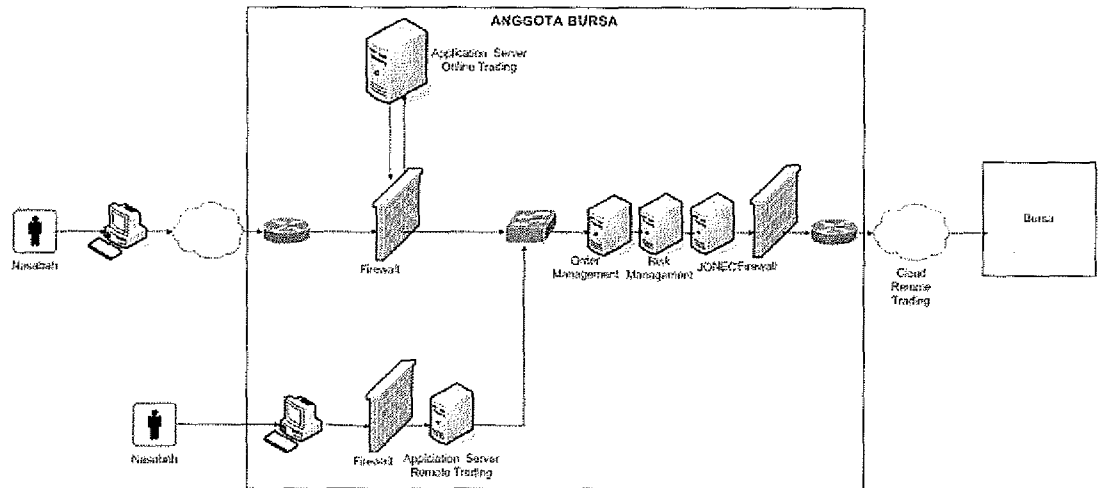 ANGGOTA BURSA
Application Server
Online Trading
Bursa
Nasabah
Firewall
Order
Management
Risk
Management
JONEC
Firewall
Cloud
Remote
Trading
Nasabah
Firewall
Appliciation Server
Remote Trading